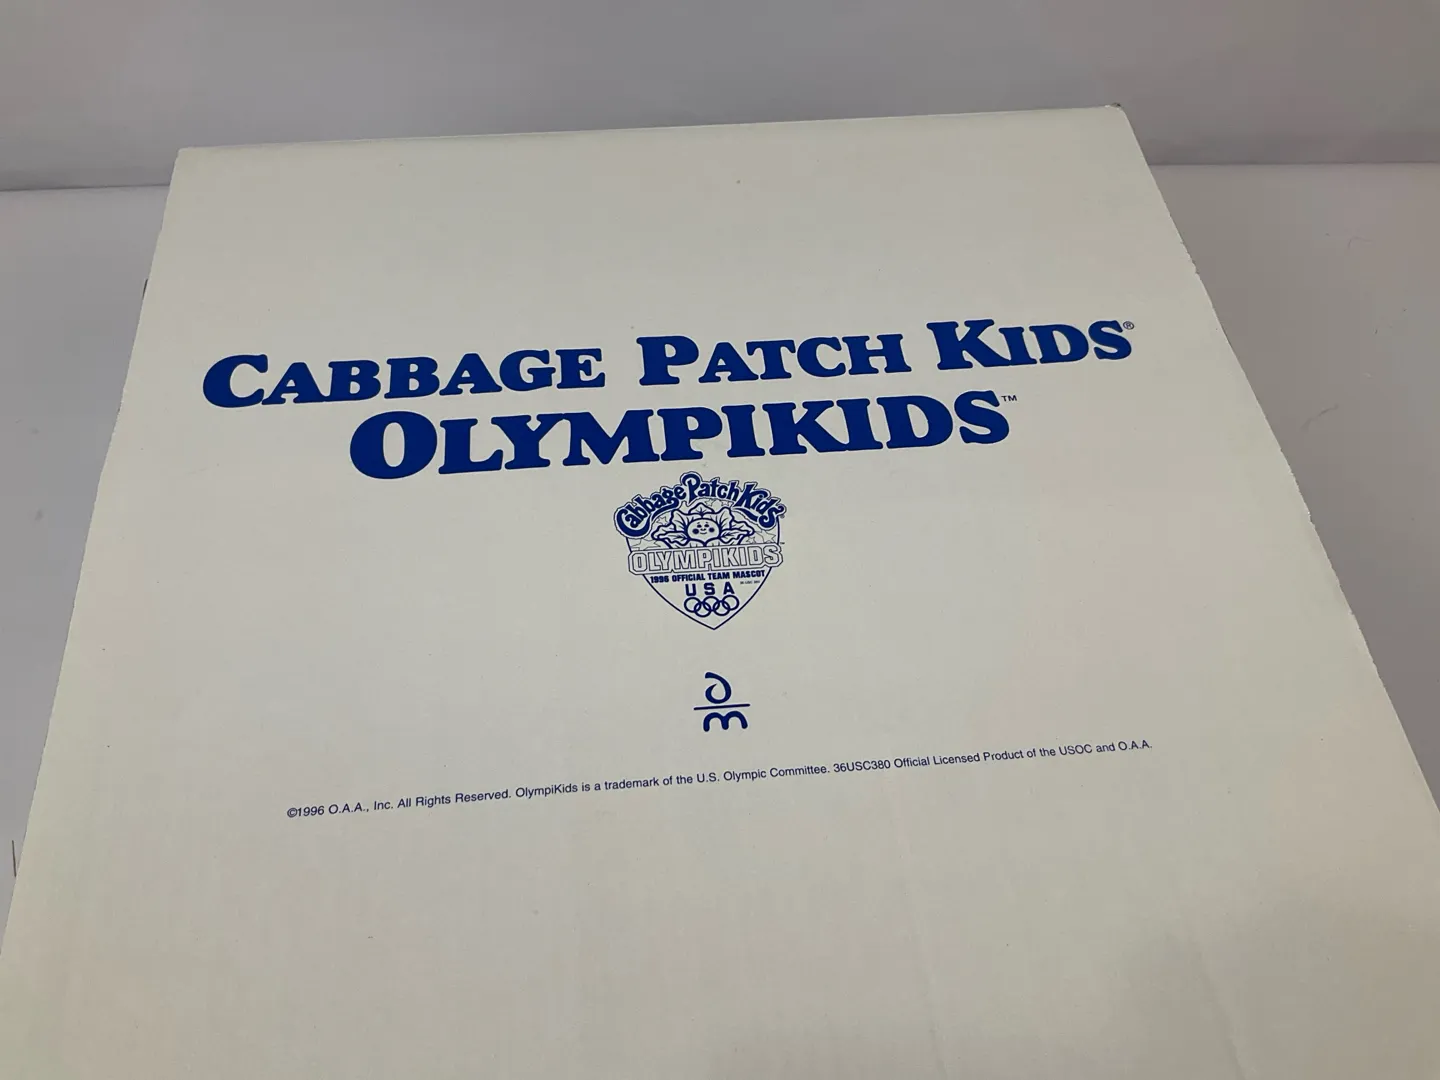 CABBAGE PATCH KIDS®
OLYMPIKIDS™
Cabbage Patch Kids®
OLYMPIKIDS™
1996 OFFICIAL TEAM MASCOT
USA
©1996 O.A.A., Inc. All Rights Reserved. OlympiKids is a trademark of the U.S. Olympic Committee. 36USC380 Official Licensed Product of the USOC and O.A.A.